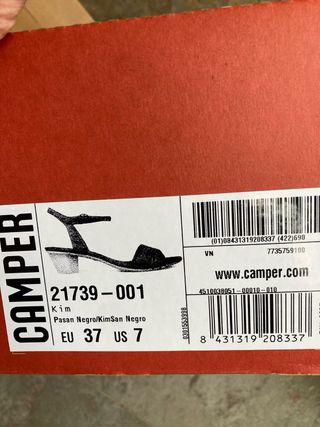 CAMPER
21739-001
Kim
Pasan Negro/KimSan Negro
EU 37 US 7
(01)08431319208337 (422)690
VN 7735759100
www.camper.com
4510030951-00010-010
8 431319 208337